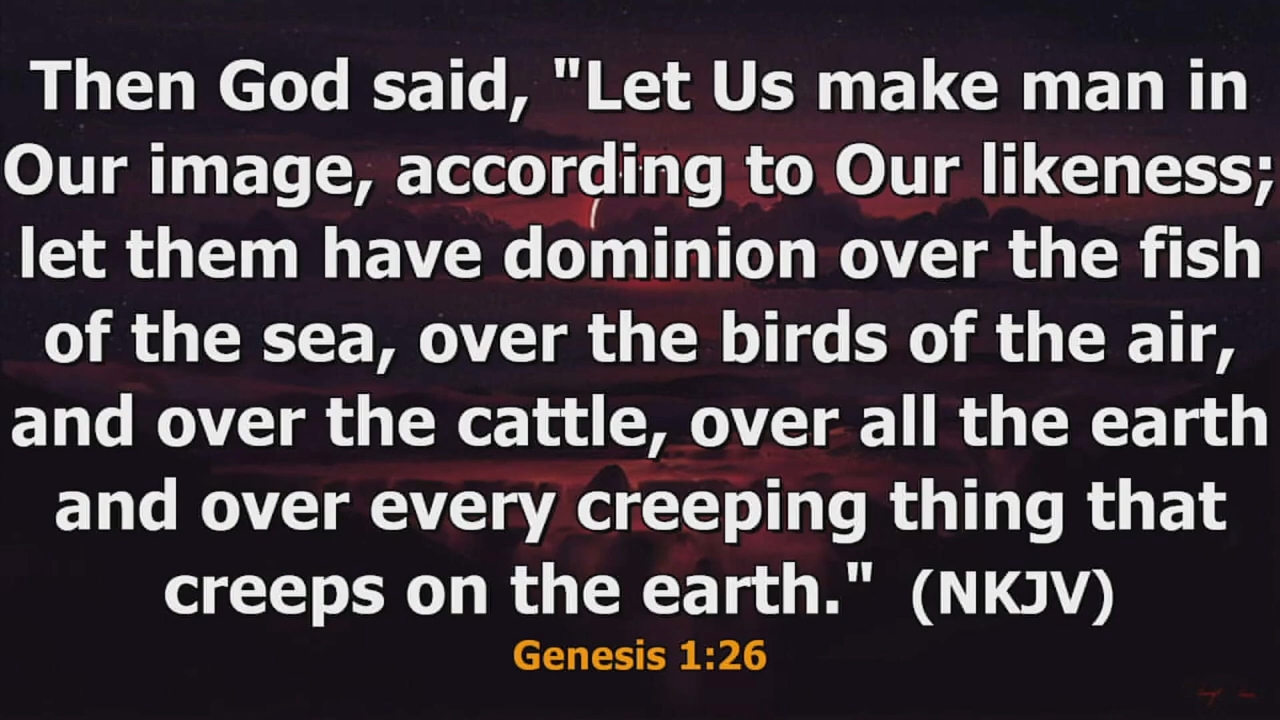 Then God said, "Let Us make man in
Our image, according to Our likeness;
let them have dominion over the fish
of the sea, over the birds of the air,
and over the cattle, over all the earth
and over every creeping thing that
creeps on the earth." (NKJV)
Genesis 1:26